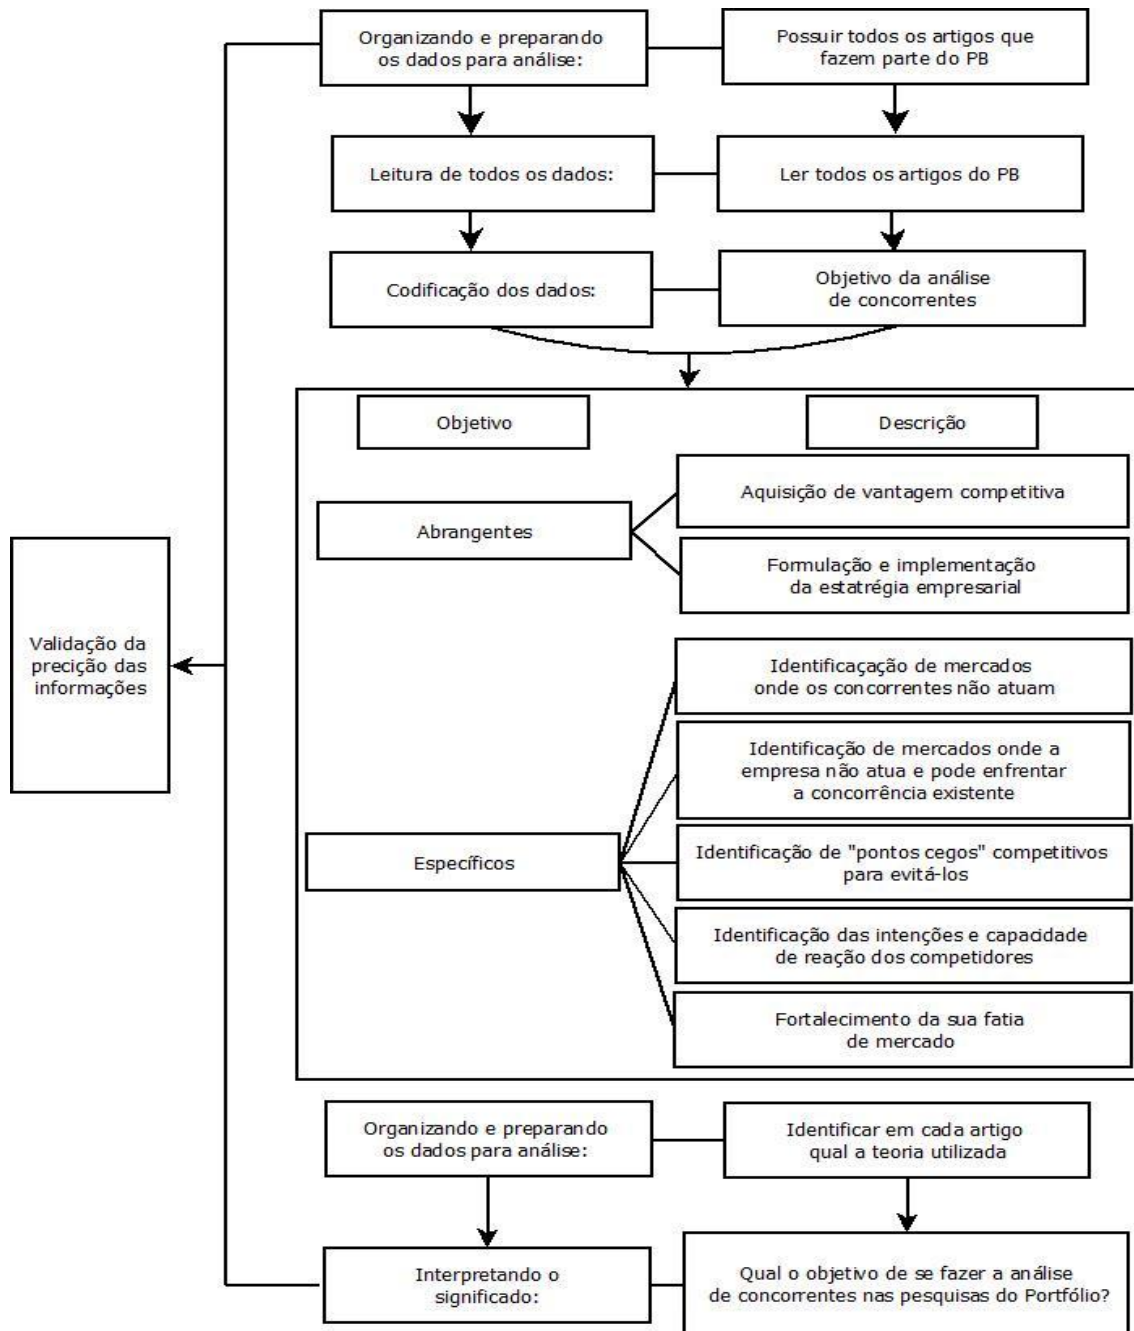 Organizando e preparando
os dados para análise:
Possuir todos os artigos que
fazem parte do PB
Leitura de todos os dados:
Ler todos os artigos do PB
Codificação dos dados:
Objetivo da análise
de concorrentes
Objetivo
Descrição
Abrangentes
Aquisição de vantagem competitiva
Formulação e implementação
da estatrégia empresarial
Validação da
precição das
informações
Identificaçação de mercados
onde os concorrentes não atuam
Identificação de mercados onde a
empresa não atua e pode enfrentar
a concorrência existente
Específicos
Identificação de "pontos cegos" competitivos
para evitá-los
Identificação das intenções e capacidade
de reação dos competidores
Fortalecimento da sua fatia
de mercado
Organizando e preparando
os dados para análise:
Identificar em cada artigo
qual a teoria utilizada
Interpretando o
significado:
Qual o objetivo de se fazer a análise
de concorrentes nas pesquisas do Portfólio?